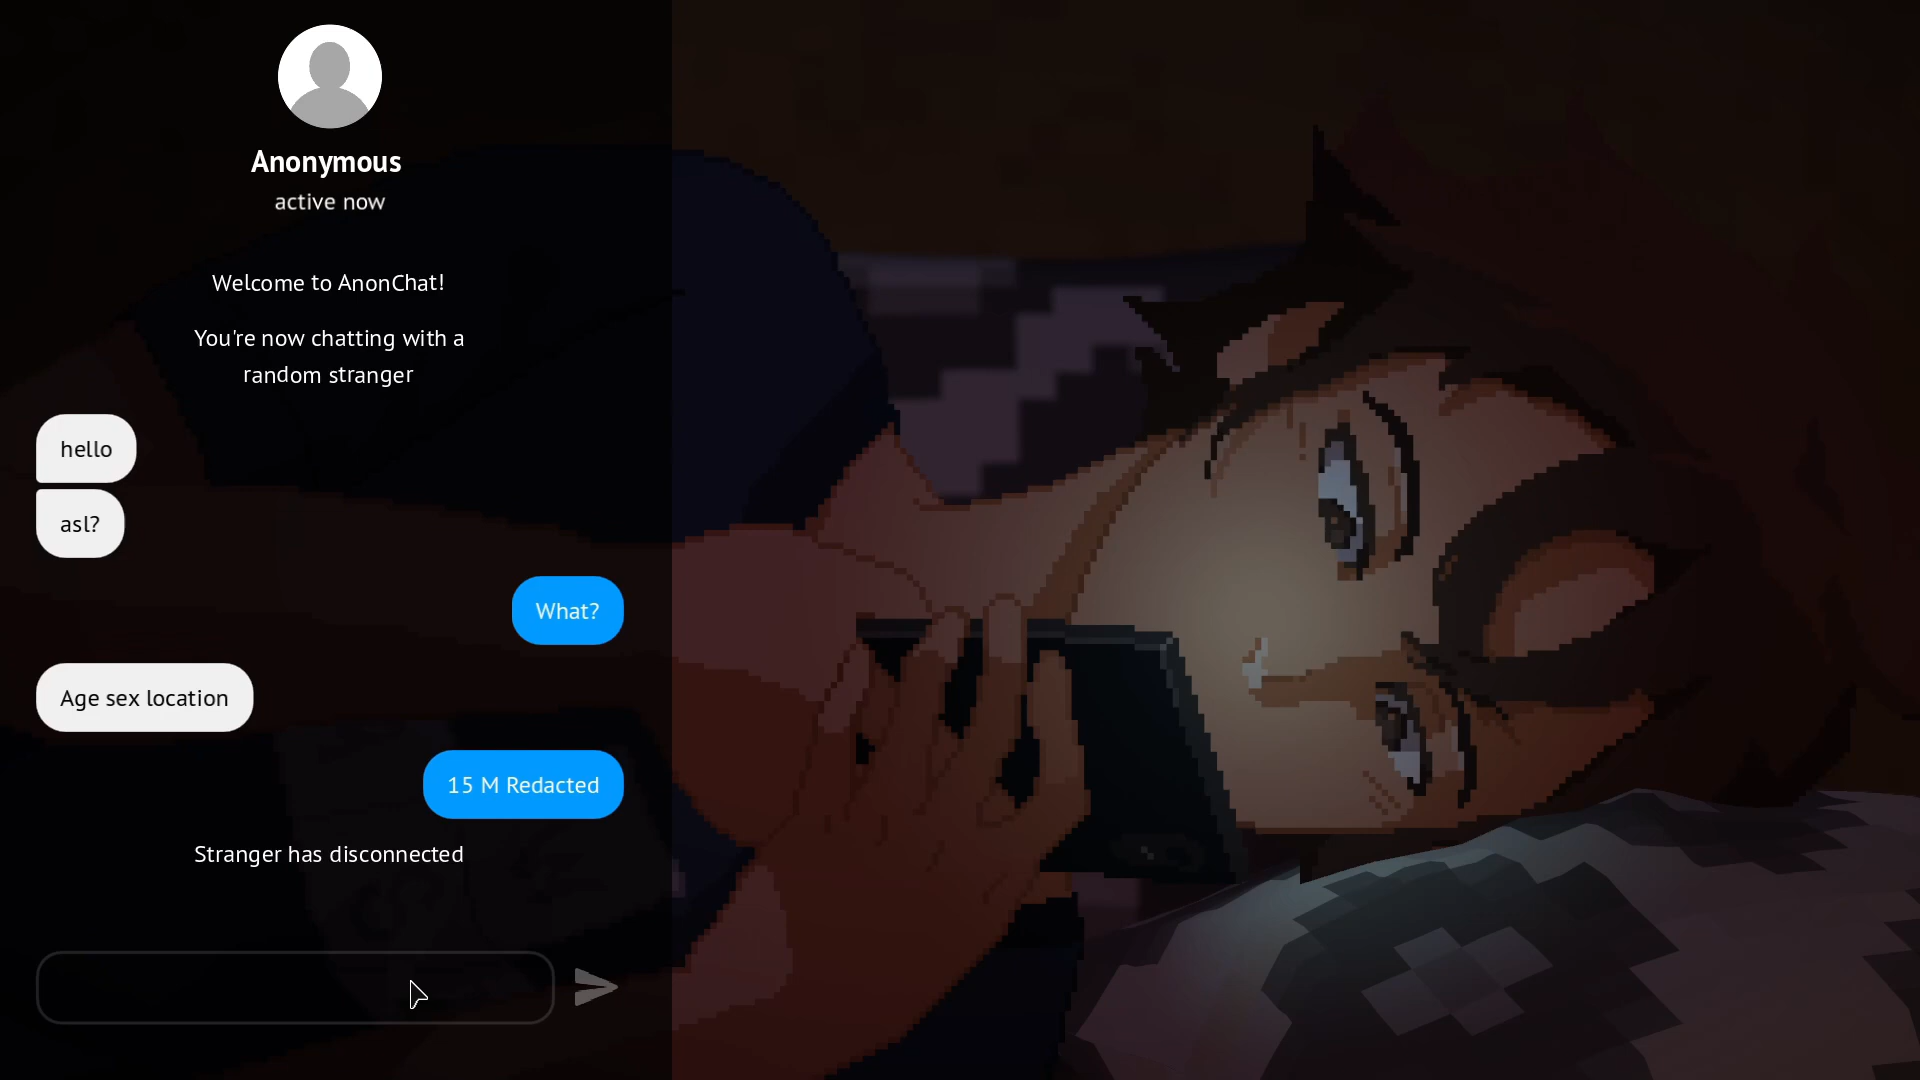 Anonymous
active now
Welcome to AnonChat!
You're now chatting with a
random stranger
hello
asl?
What?
Age sex location
15 M Redacted
Stranger has disconnected